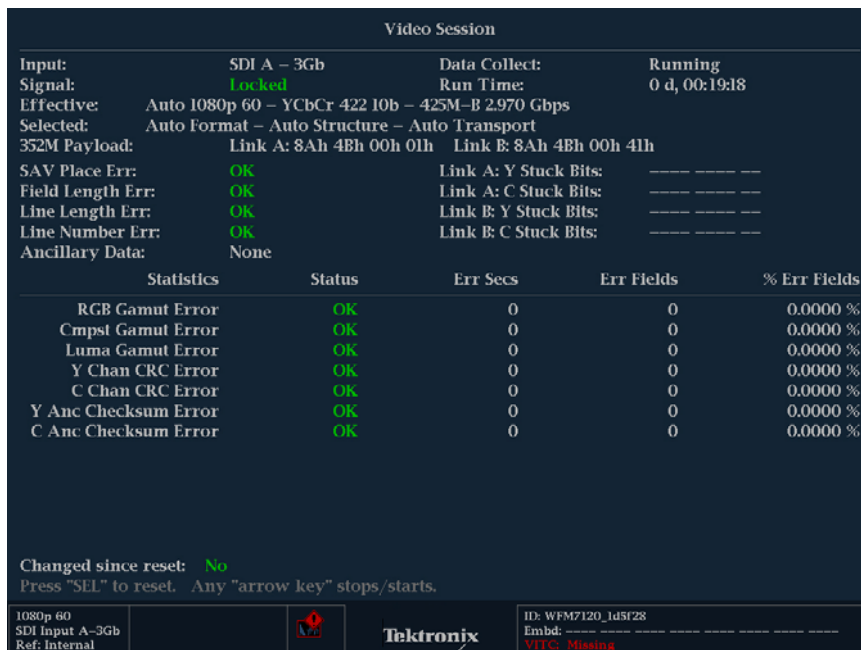 Video Session
Input: SDI A – 3Gb Data Collect: Running
Signal: Locked Run Time: 0 d, 00:19:18
Effective: Auto 1080p 60 – YCbCr 422 10b – 425M–B 2.970 Gbps
Selected: Auto Format – Auto Structure – Auto Transport
352M Payload: Link A: 8Ah 4Bh 00h 01h Link B: 8Ah 4Bh 00h 41h
SAV Place Err: OK Link A: Y Stuck Bits: –––– –––– ––
Field Length Err: OK Link A: C Stuck Bits: –––– –––– ––
Line Length Err: OK Link B: Y Stuck Bits: –––– –––– ––
Line Number Err: OK Link B: C Stuck Bits: –––– –––– ––
Ancillary Data: None
Statistics Status Err Secs Err Fields % Err Fields
RGB Gamut Error OK 0 0 0.0000 %
Cmpst Gamut Error OK 0 0 0.0000 %
Luma Gamut Error OK 0 0 0.0000 %
Y Chan CRC Error OK 0 0 0.0000 %
C Chan CRC Error OK 0 0 0.0000 %
Y Anc Checksum Error OK 0 0 0.0000 %
C Anc Checksum Error OK 0 0 0.0000 %
Changed since reset: No
Press "SEL" to reset. Any "arrow key" stops/starts.
1080p 60
SDI Input A–3Gb
Ref: Internal
Tektronix
ID: WFM7120_1d5f28
Embd: –––– –––– –––– –––– –––– –––– –––– ––––
VITC: Missing